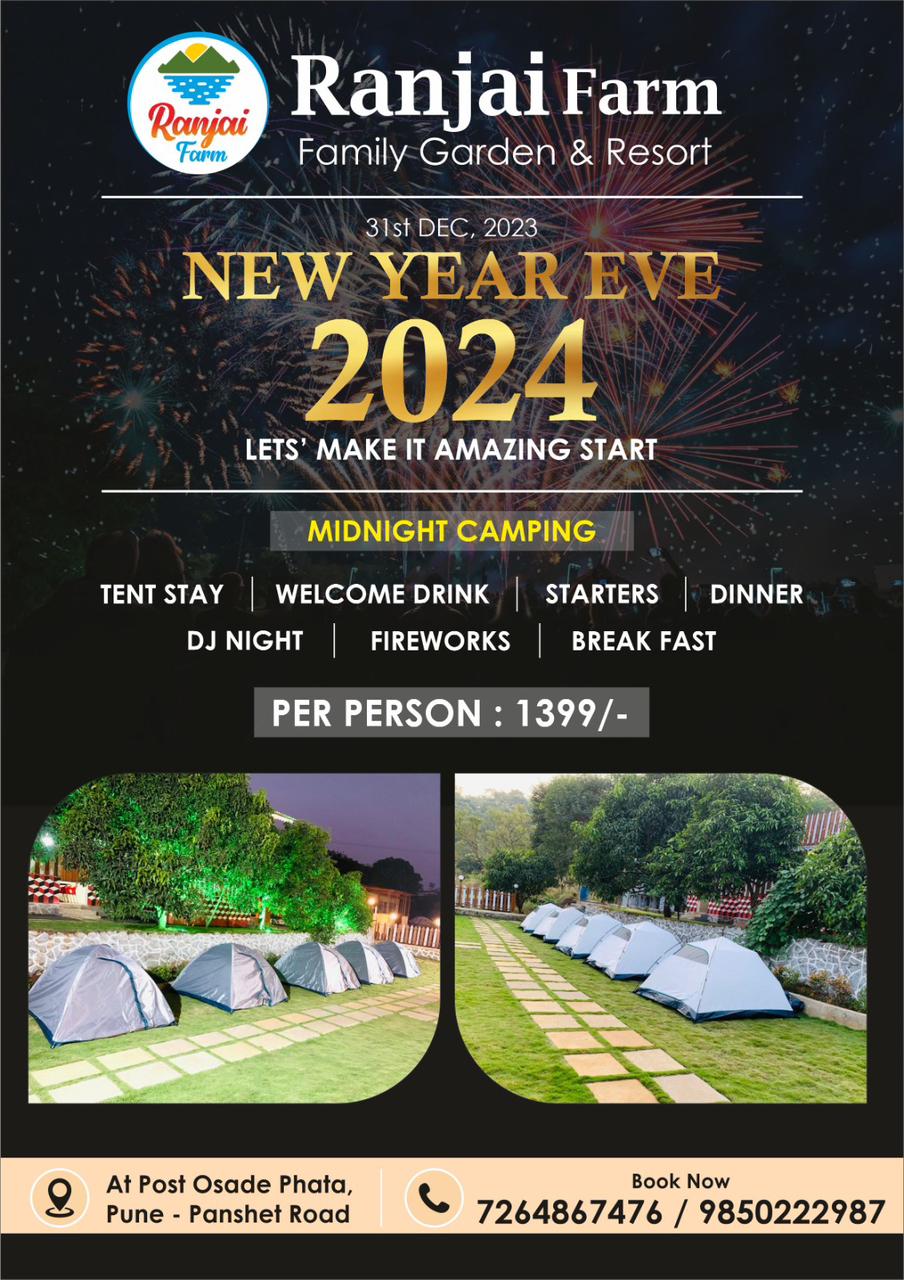 Ranjai
Farm
Ranjai Farm
Family Garden & Resort
31st DEC, 2023
NEW YEAR EVE
2024
LETS' MAKE IT AMAZING START
MIDNIGHT CAMPING
TENT STAY | WELCOME DRINK | STARTERS | DINNER
DJ NIGHT | FIREWORKS | BREAK FAST
PER PERSON : 1399/-
At Post Osade Phata,
Pune - Panshet Road
Book Now
7264867476 / 9850222987